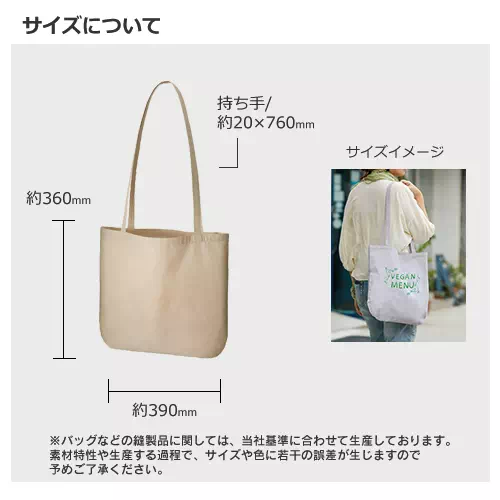 サイズについて
持ち手/
約20×760mm
サイズイメージ
約360mm
VEGAN
MENU
約390mm
※バッグなどの縫製品に関しては、当社基準に合わせて生産しております。
素材特性や生産する過程で、サイズや色に若干の誤差が生じますので
予めご了承ください。